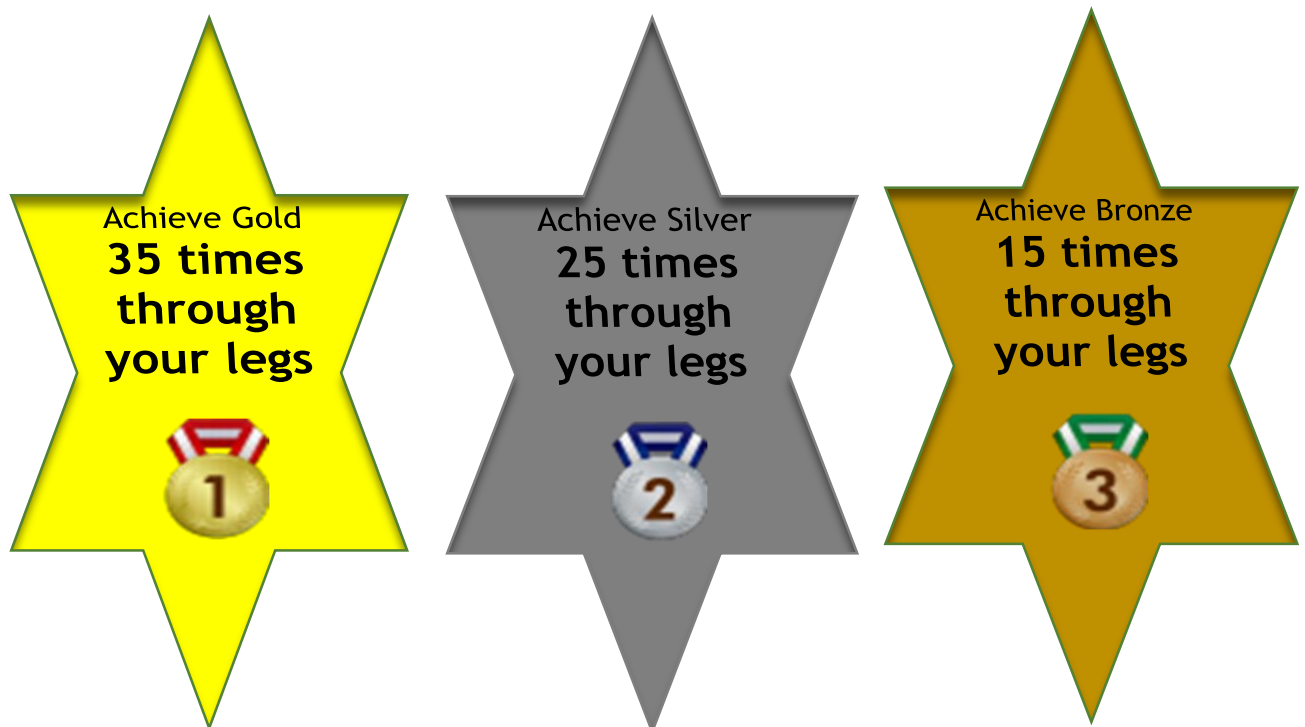 Achieve Gold
35 times
through
your legs
1
Achieve Silver
25 times
through
your legs
2
Achieve Bronze
15 times
through
your legs
3